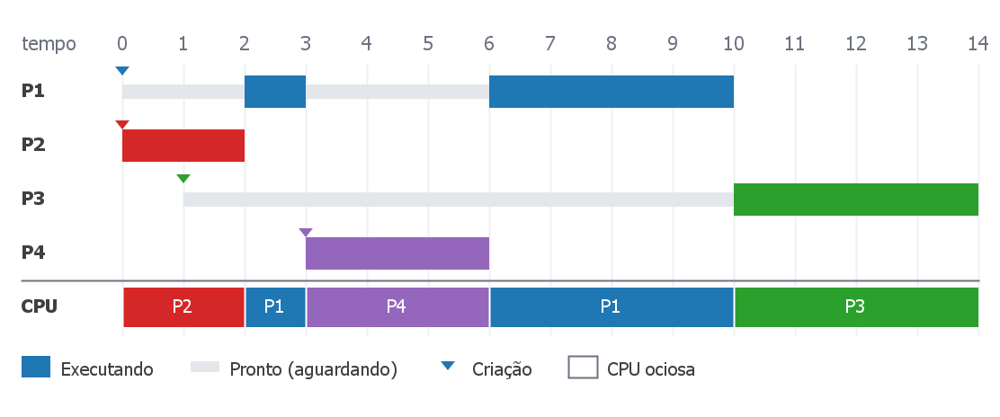 tempo 0 1 2 3 4 5 6 7 8 9 10 11 12 13 14
P1
P2
P3
P4
CPU P2 P1 P4 P1 P3
Executando Pronto (aguardando) Criação CPU ociosa